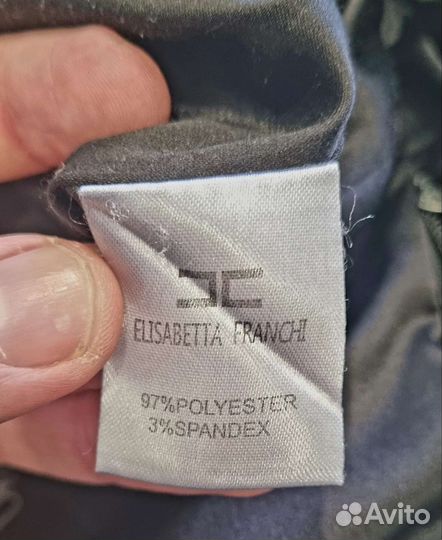 ELISABETTA FRANCHI
97%POLYESTER
3%SPANDEX
Avito